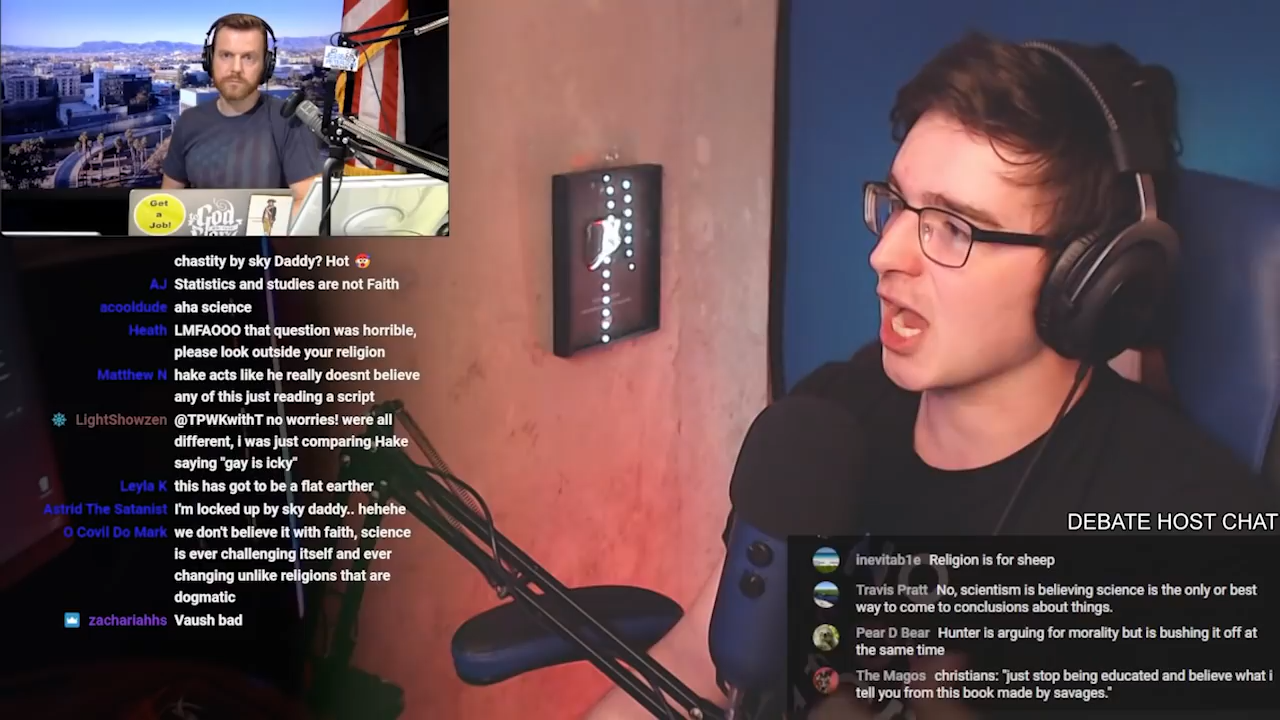 Get
a
Job!
God
chastity by sky Daddy? Hot
AJ Statistics and studies are not Faith
acooldude aha science
Heath LMFAOOO that question was horrible,
please look outside your religion
Matthew N hake acts like he really doesnt believe
any of this just reading a script
LightShowzen @TPWKwithT no worries! were all
different, i was just comparing Hake
saying "gay is icky"
Leyla K this has got to be a flat earther
Astrid The Satanist I'm locked up by sky daddy.. hehehe
O Covil Do Mark we don't believe it with faith, science
is ever challenging itself and ever
changing unlike religions that are
dogmatic
zachariahhs Vaush bad
DEBATE HOST CHAT
inevitab1e Religion is for sheep
Travis Pratt No, scientism is believing science is the only or best
way to come to conclusions about things.
Pear D Bear Hunter is arguing for morality but is bushing it off at
the same time
The Magos christians: "just stop being educated and believe what i
tell you from this book made by savages."